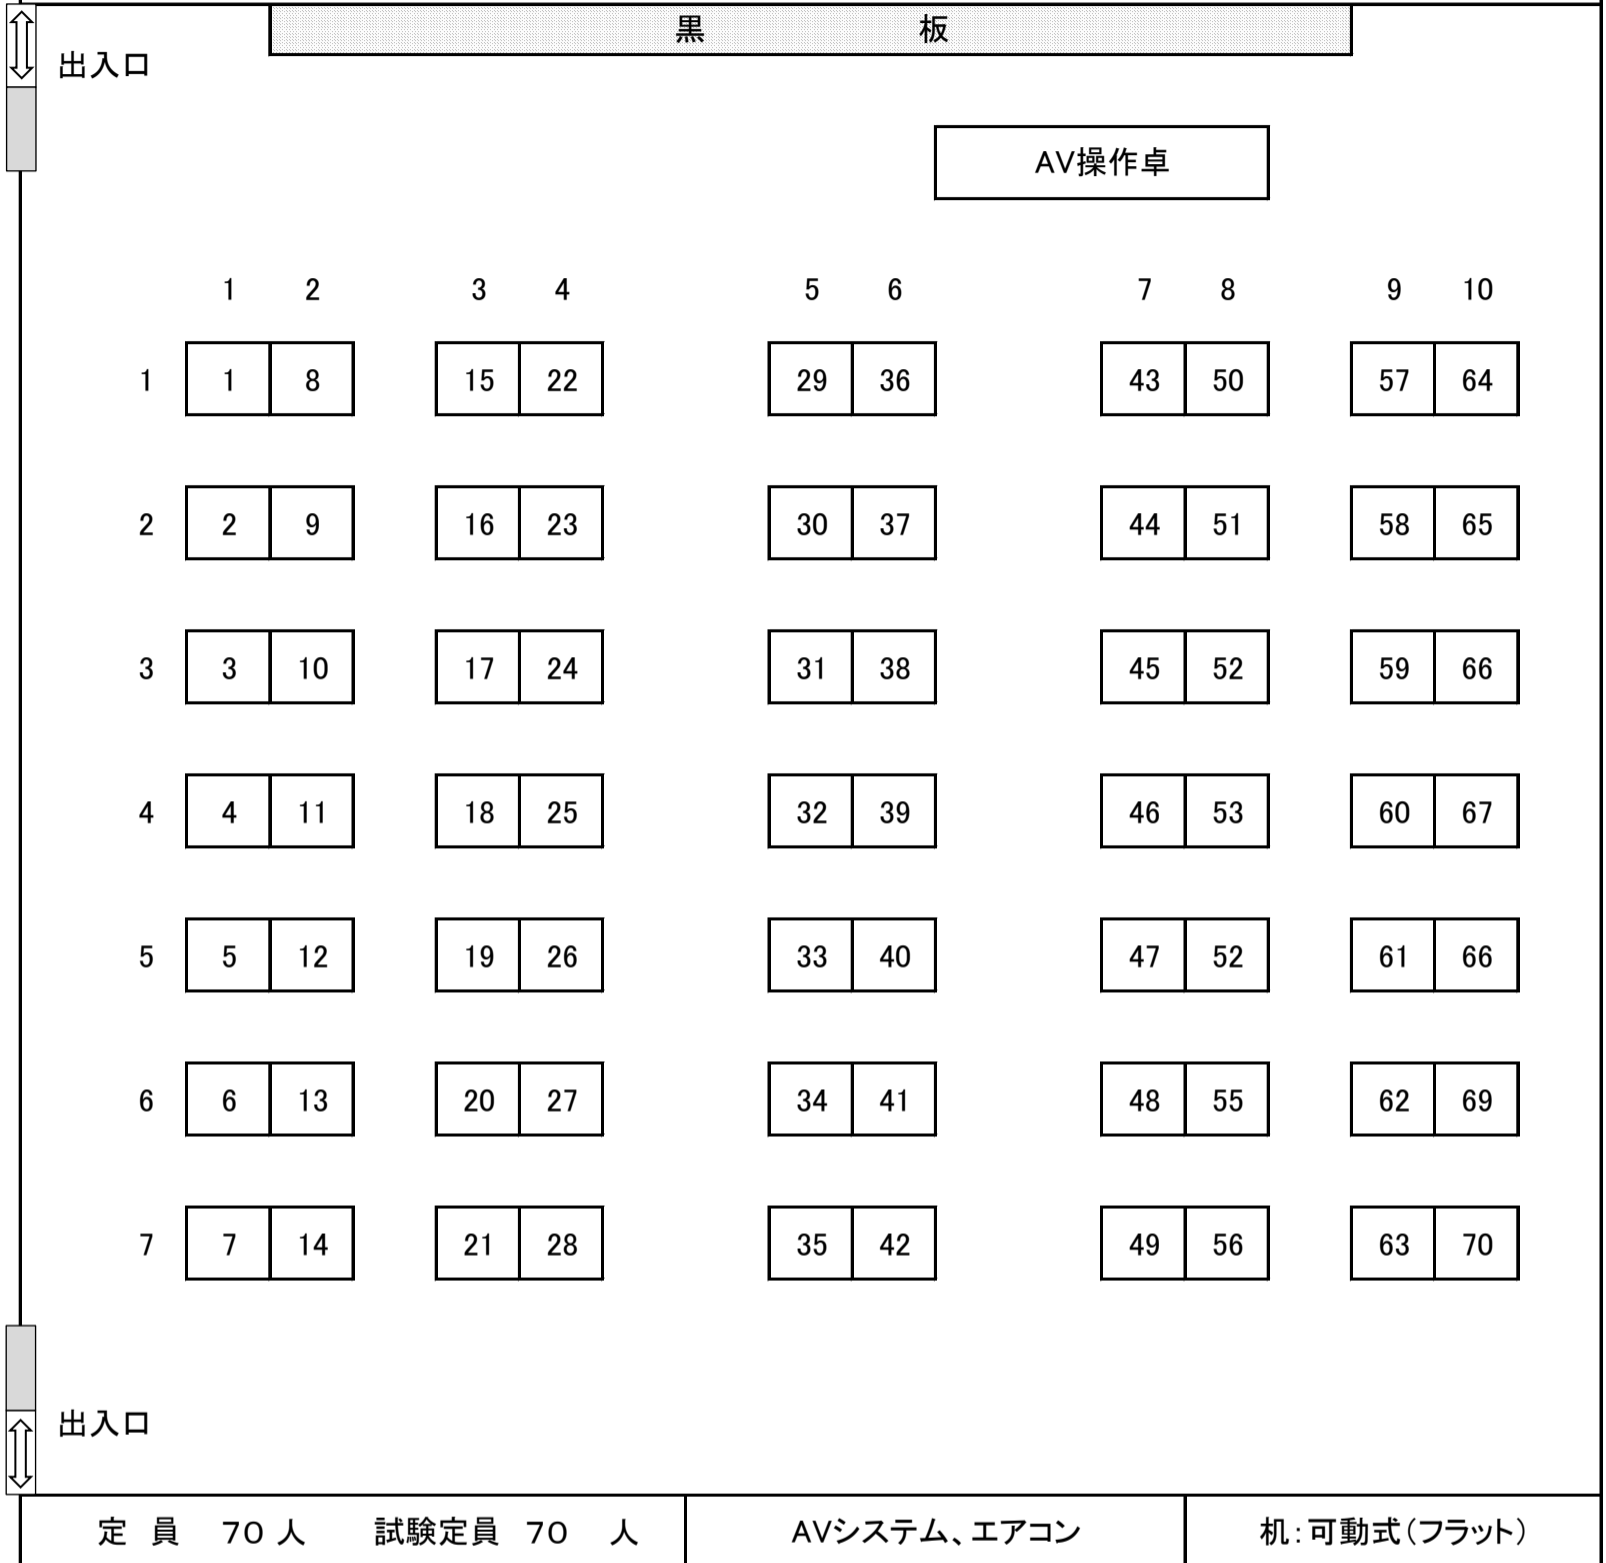 黒 板
出入口
AV操作卓
1 2 3 4 5 6 7 8 9 10
1 1 8 15 22 29 36 43 50 57 64
2 2 9 16 23 30 37 44 51 58 65
3 3 10 17 24 31 38 45 52 59 66
4 4 11 18 25 32 39 46 53 60 67
5 5 12 19 26 33 40 47 52 61 66
6 6 13 20 27 34 41 48 55 62 69
7 7 14 21 28 35 42 49 56 63 70
出入口
定 員 70 人 試験定員 70 人 AVシステム、エアコン 机:可動式(フラット)